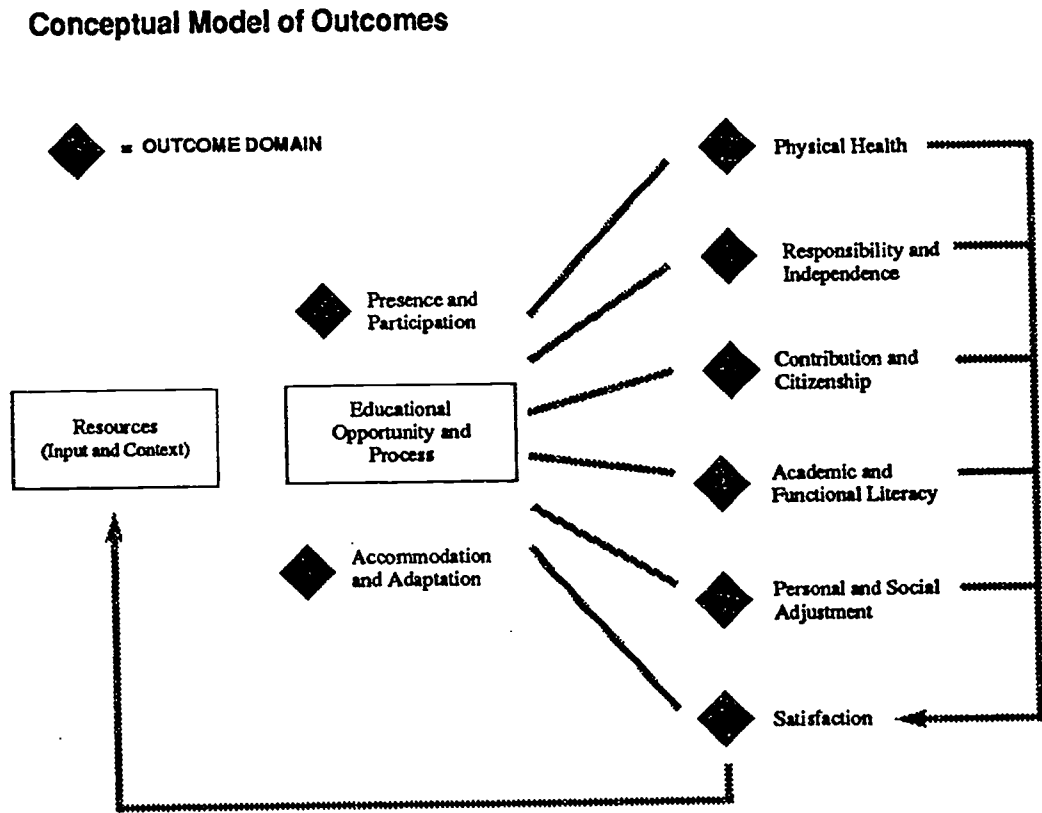 Conceptual Model of Outcomes
= OUTCOME DOMAIN
Presence and
Participation
Resources
(Input and Context)
Educational
Opportunity and
Process
Accommodation
and Adaptation
Physical Health
Responsibility and
Independence
Contribution and
Citizenship
Academic and
Functional Literacy
Personal and Social
Adjustment
Satisfaction